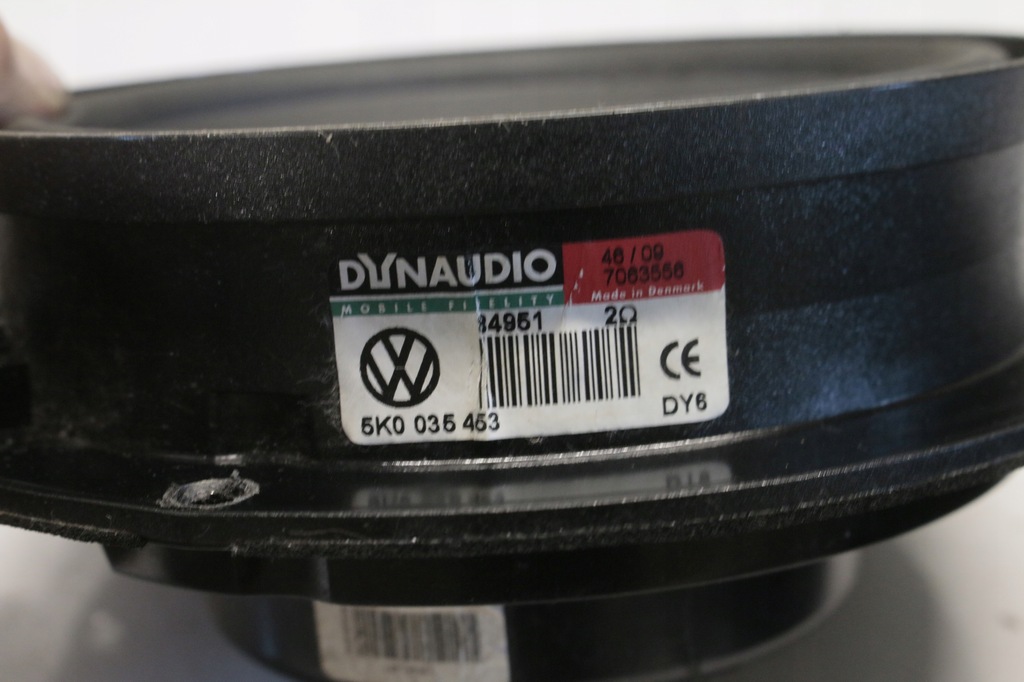 DYNAUDIO
46 / 09
7063556
Made in Denmark
MOBILE FIDELITY
84951 2Ω
CE
5K0 035 453
DY6